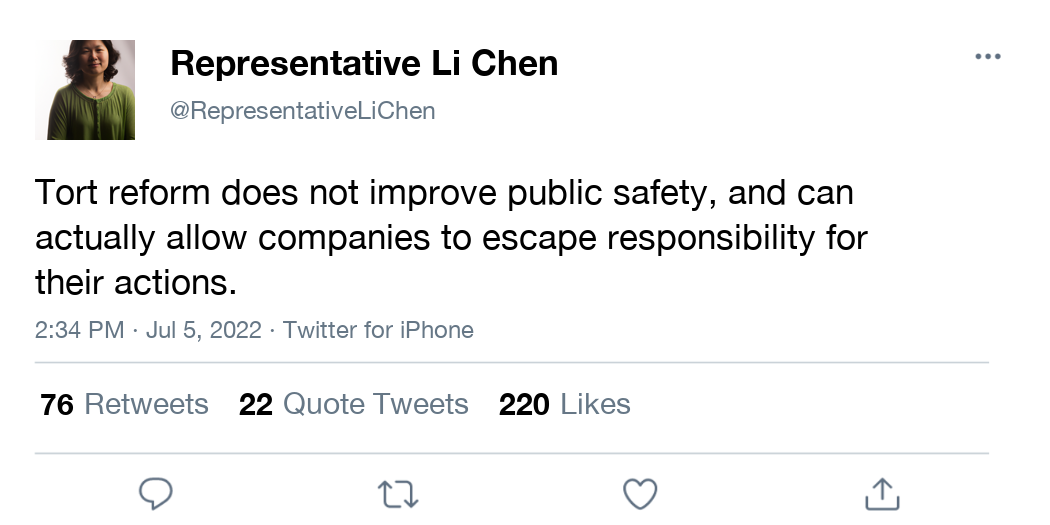 Representative Li Chen
@RepresentativeLiChen
Tort reform does not improve public safety, and can
actually allow companies to escape responsibility for
their actions.
2:34 PM · Jul 5, 2022 · Twitter for iPhone
76 Retweets 22 Quote Tweets 220 Likes